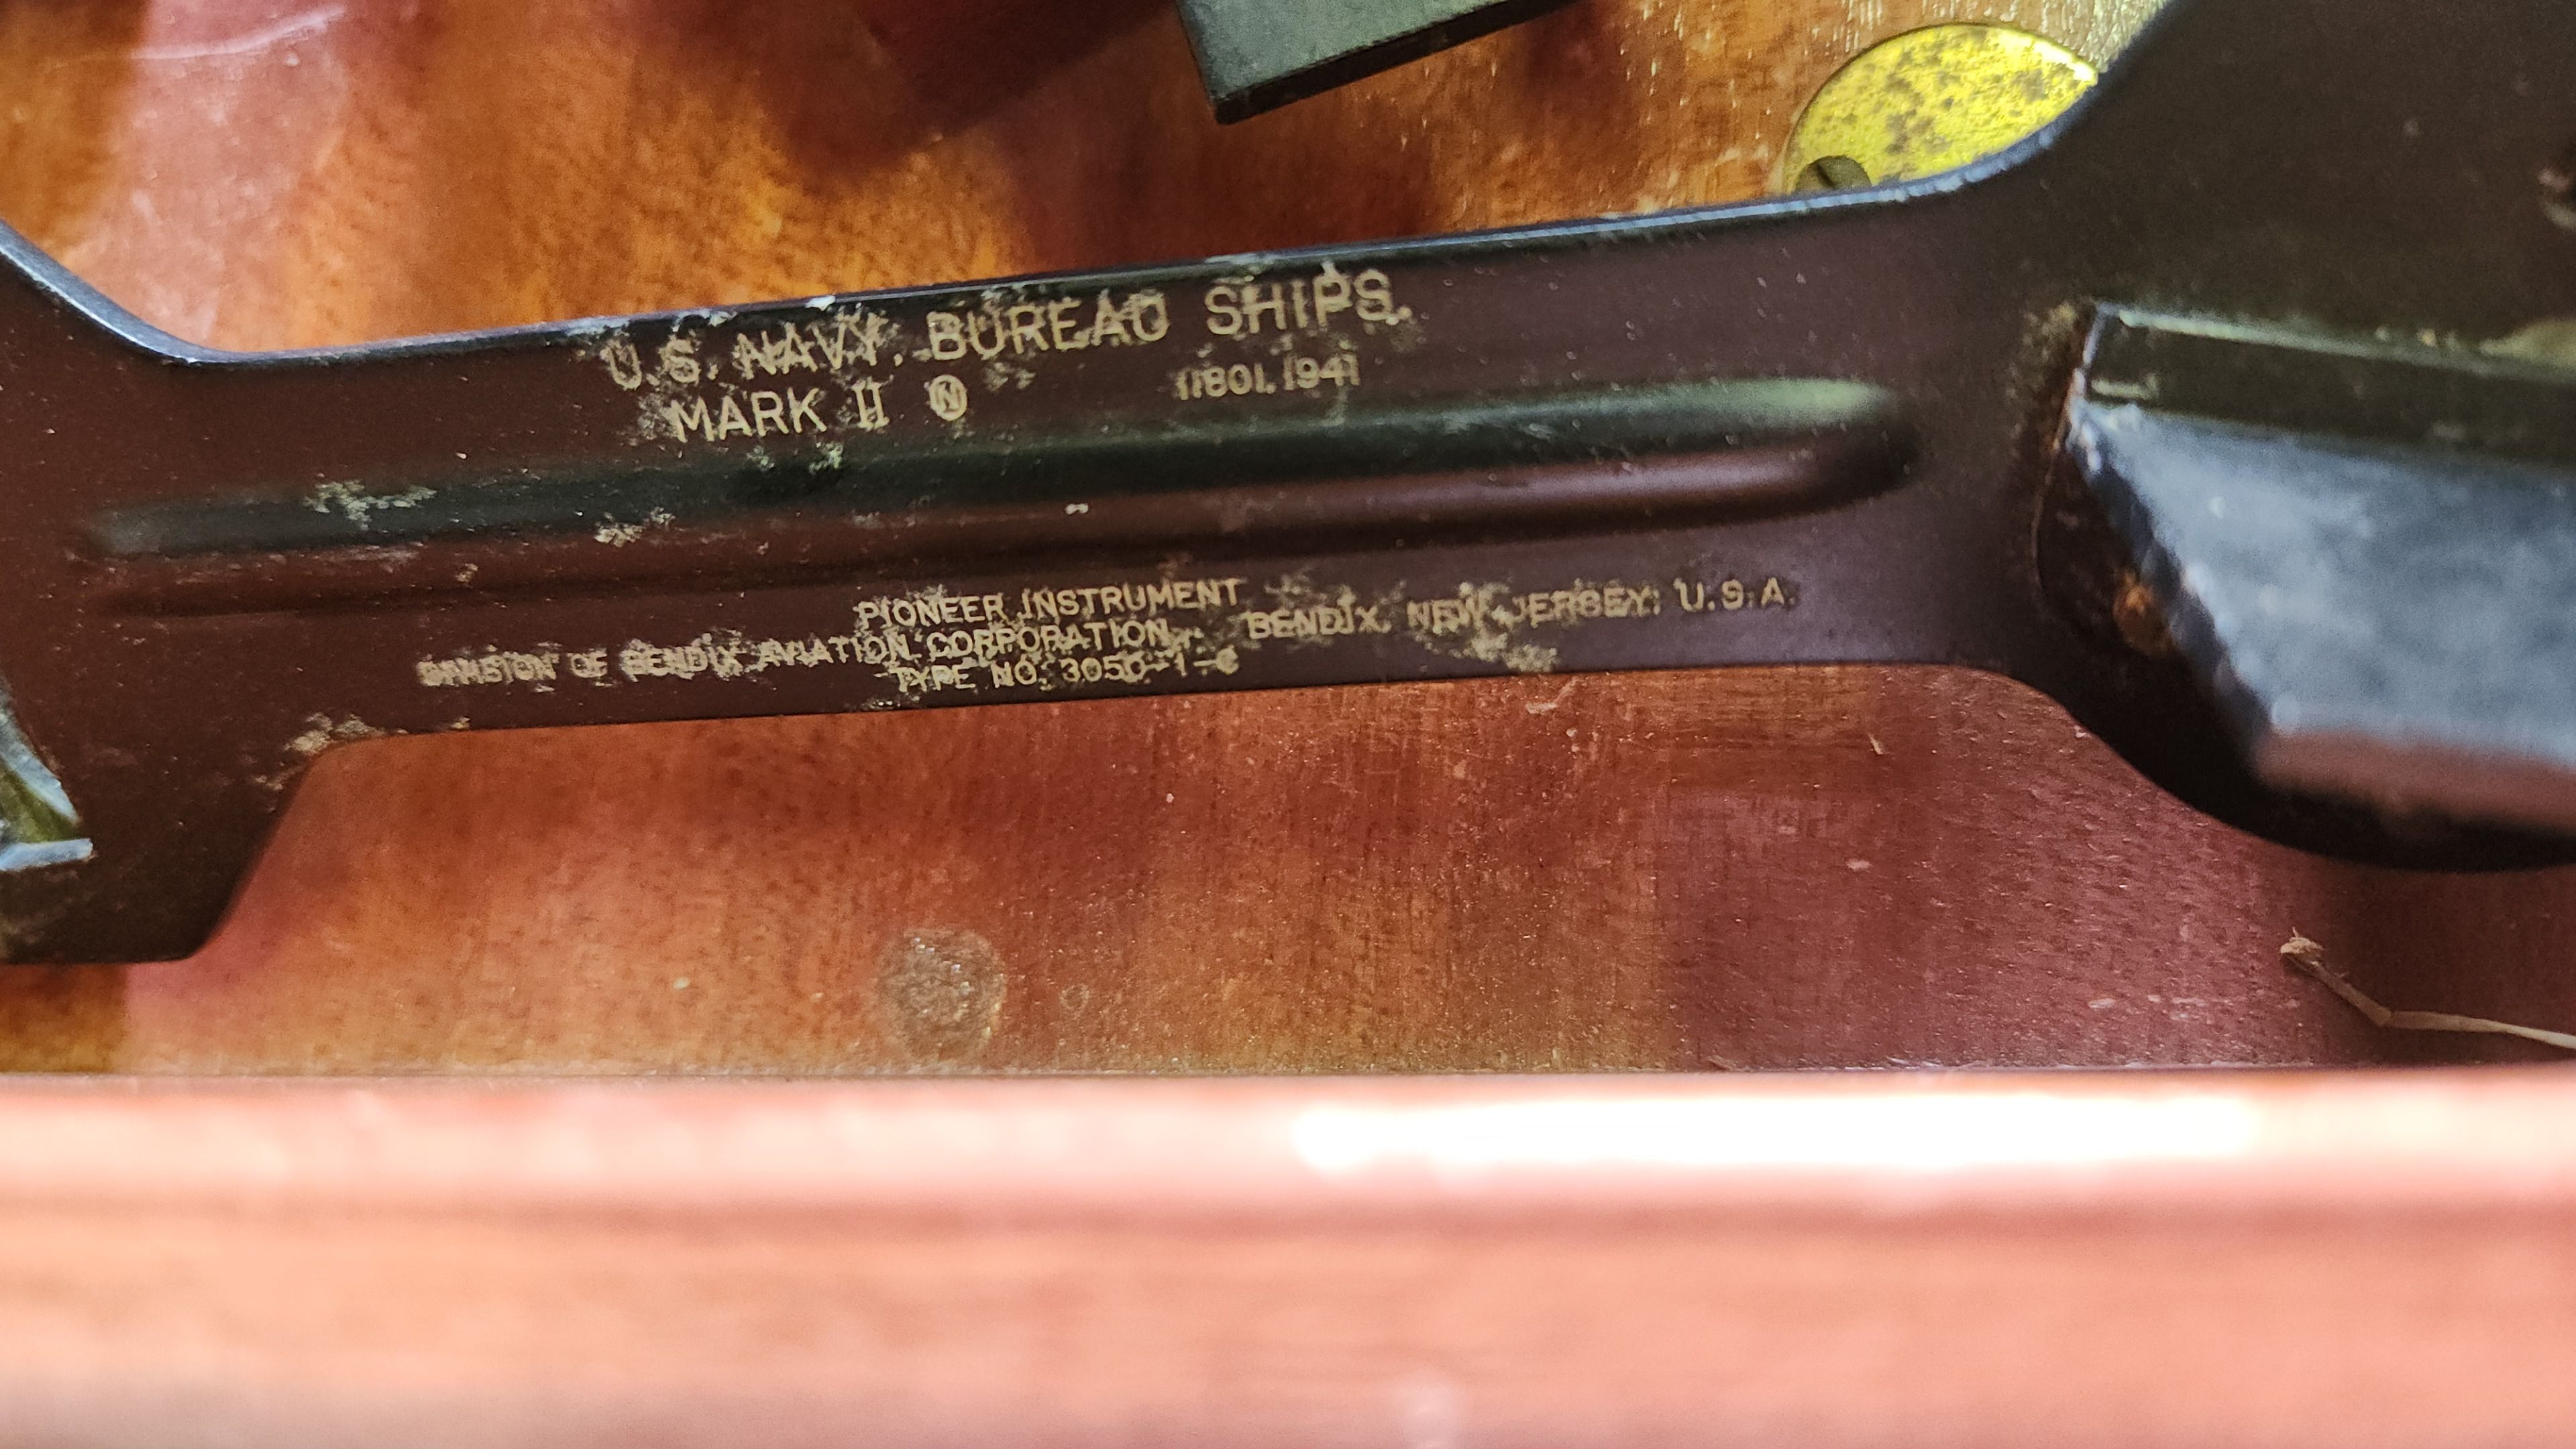 U.S. NAVY. BUREAU SHIPS.
MARK II Ⓝ 11801, 1941
PIONEER INSTRUMENT
DIVISION OF BENDIX AVIATION CORPORATION, BENDIX, NEW JERSEY, U.S.A.
TYPE NO. 3050-1-C